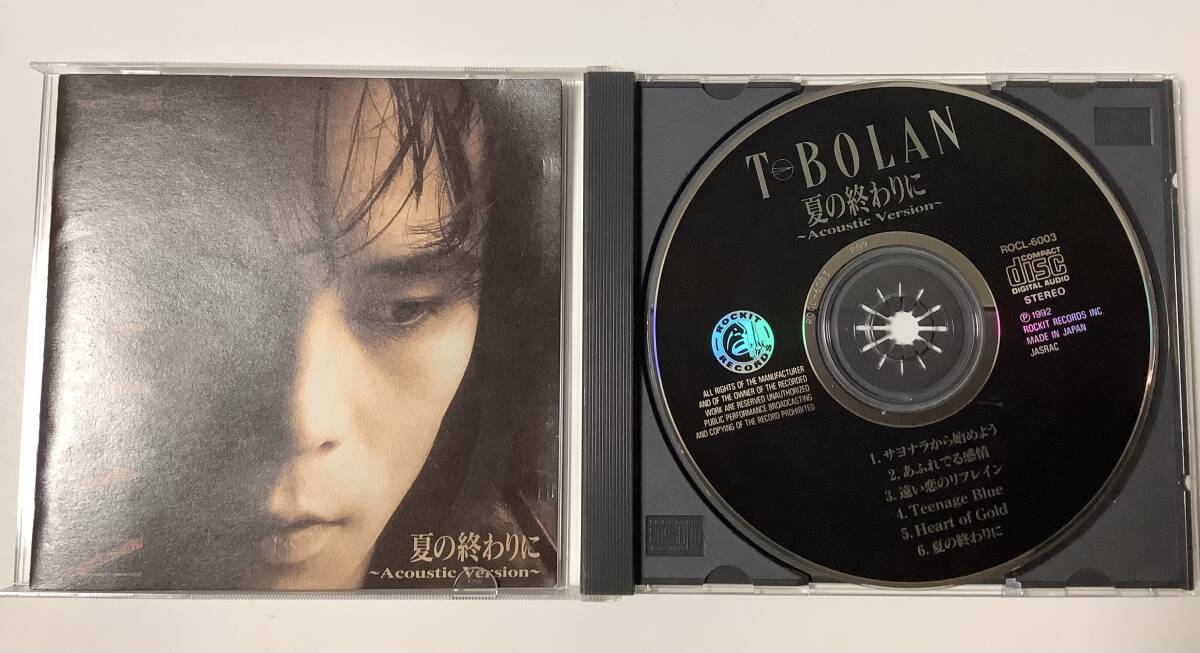 夏の終わりに
~Acoustic Version~
T-BOLAN
夏の終わりに
~Acoustic Version~
ROCL-6003
COMPACT
disc
DIGITAL AUDIO
STEREO
Ⓟ1992
ROCKIT RECORDS INC.
MADE IN JAPAN
JASRAC
ROCKIT
RECORDS
ALL RIGHTS OF THE MANUFACTURER
AND OF THE OWNER OF THE RECORDED
WORK ARE RESERVED UNAUTHORIZED
PUBLIC PERFORMANCE BROADCASTING
AND COPYING OF THE RECORD PROHIBITED
1. サヨナラから始めよう
2. あふれでる感情
3. 遠い恋のリフレイン
4. Teenage Blue
5. Heart of Gold
6. 夏の終わりに